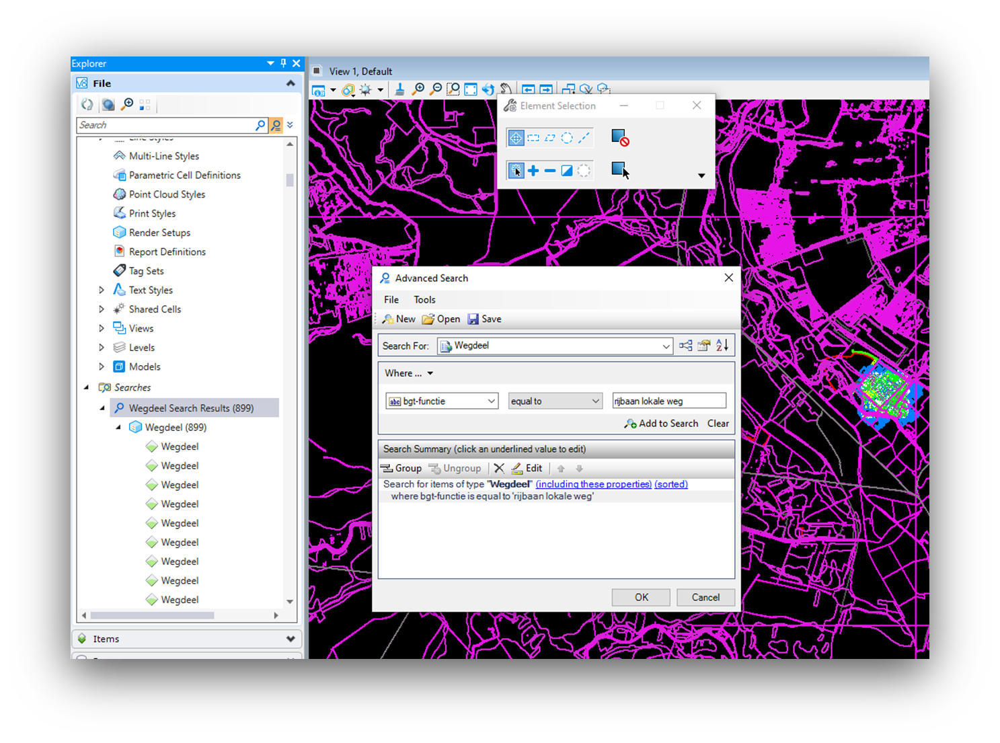 Explorer
File
Search
Line Styles
Multi-Line Styles
Parametric Cell Definitions
Point Cloud Styles
Print Styles
Render Setups
Report Definitions
Tag Sets
Text Styles
Shared Cells
Views
Levels
Models
Searches
Wegdeel Search Results (899)
Wegdeel (899)
Wegdeel
Wegdeel
Wegdeel
Wegdeel
Wegdeel
Wegdeel
Wegdeel
Wegdeel
Wegdeel
Items
View 1, Default
Element Selection
Advanced Search
File Tools
New Open Save
Search For: Wegdeel
Where ...
abc bgt-functie equal to rijbaan lokale weg
Add to Search Clear
Search Summary (click an underlined value to edit)
Group Ungroup Edit
Search for items of type "Wegdeel" (including these properties) (sorted)
where bgt-functie is equal to 'rijbaan lokale weg'
OK Cancel